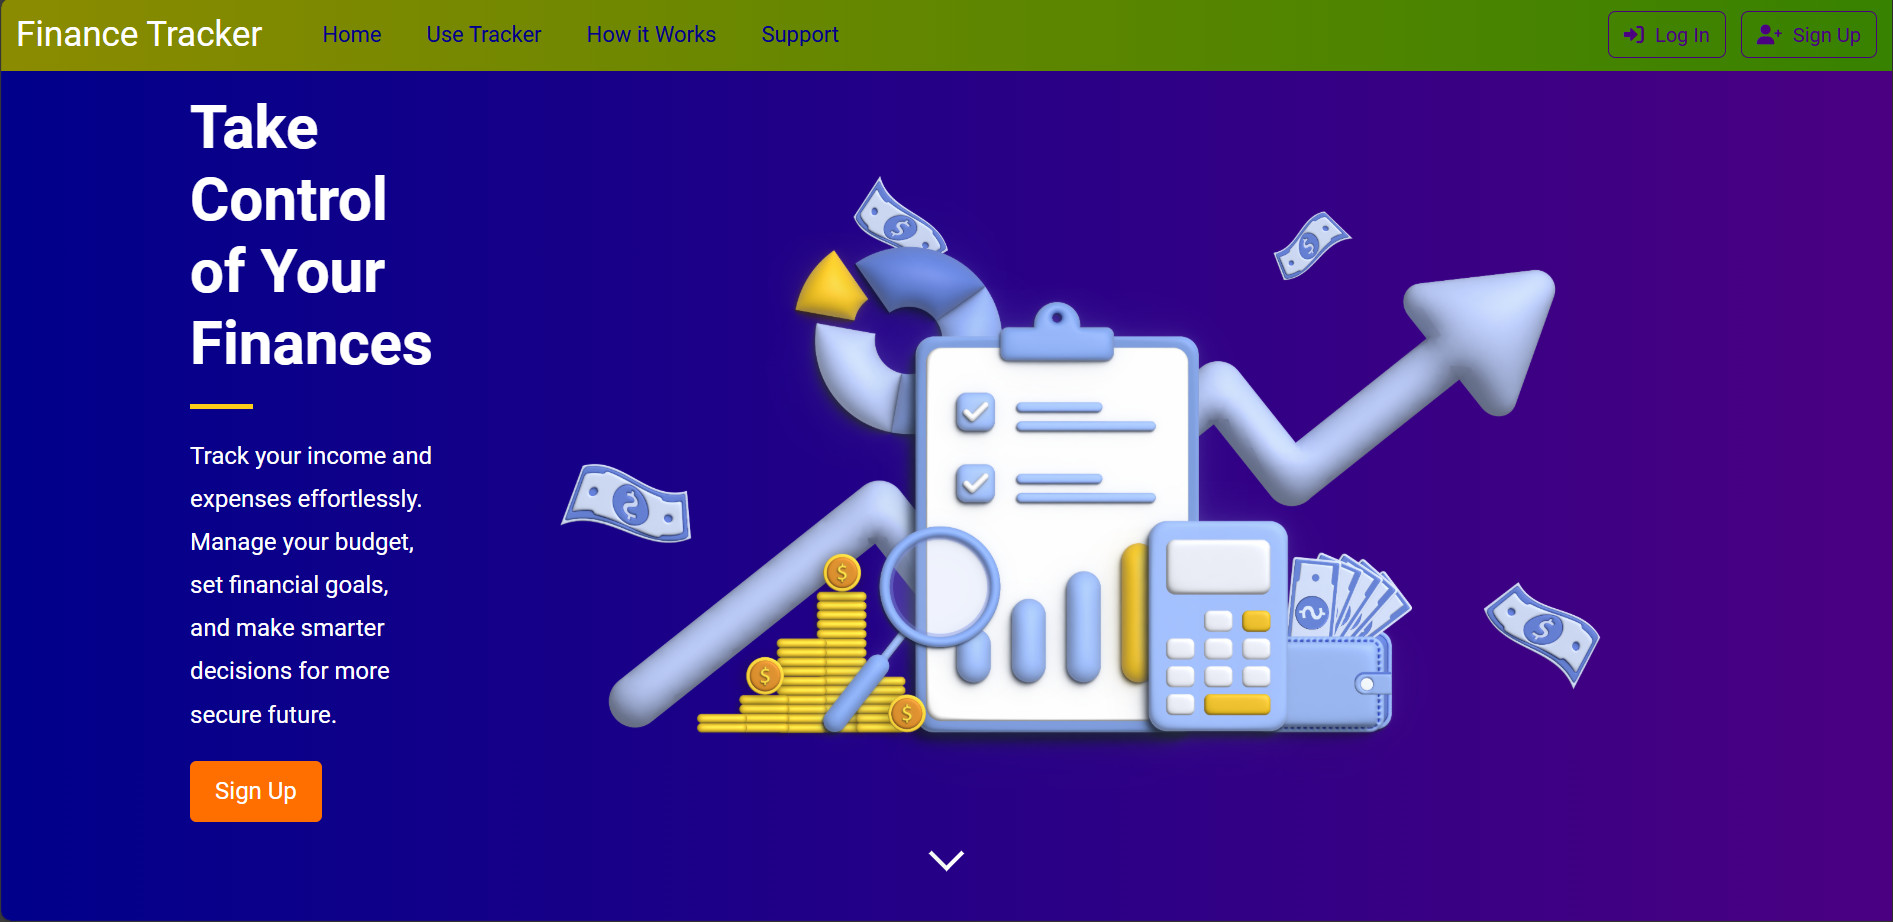 Finance Tracker
Home
Use Tracker
How it Works
Support
Log In
Sign Up
Take
Control
of Your
Finances
Track your income and
expenses effortlessly.
Manage your budget,
set financial goals,
and make smarter
decisions for more
secure future.
Sign Up